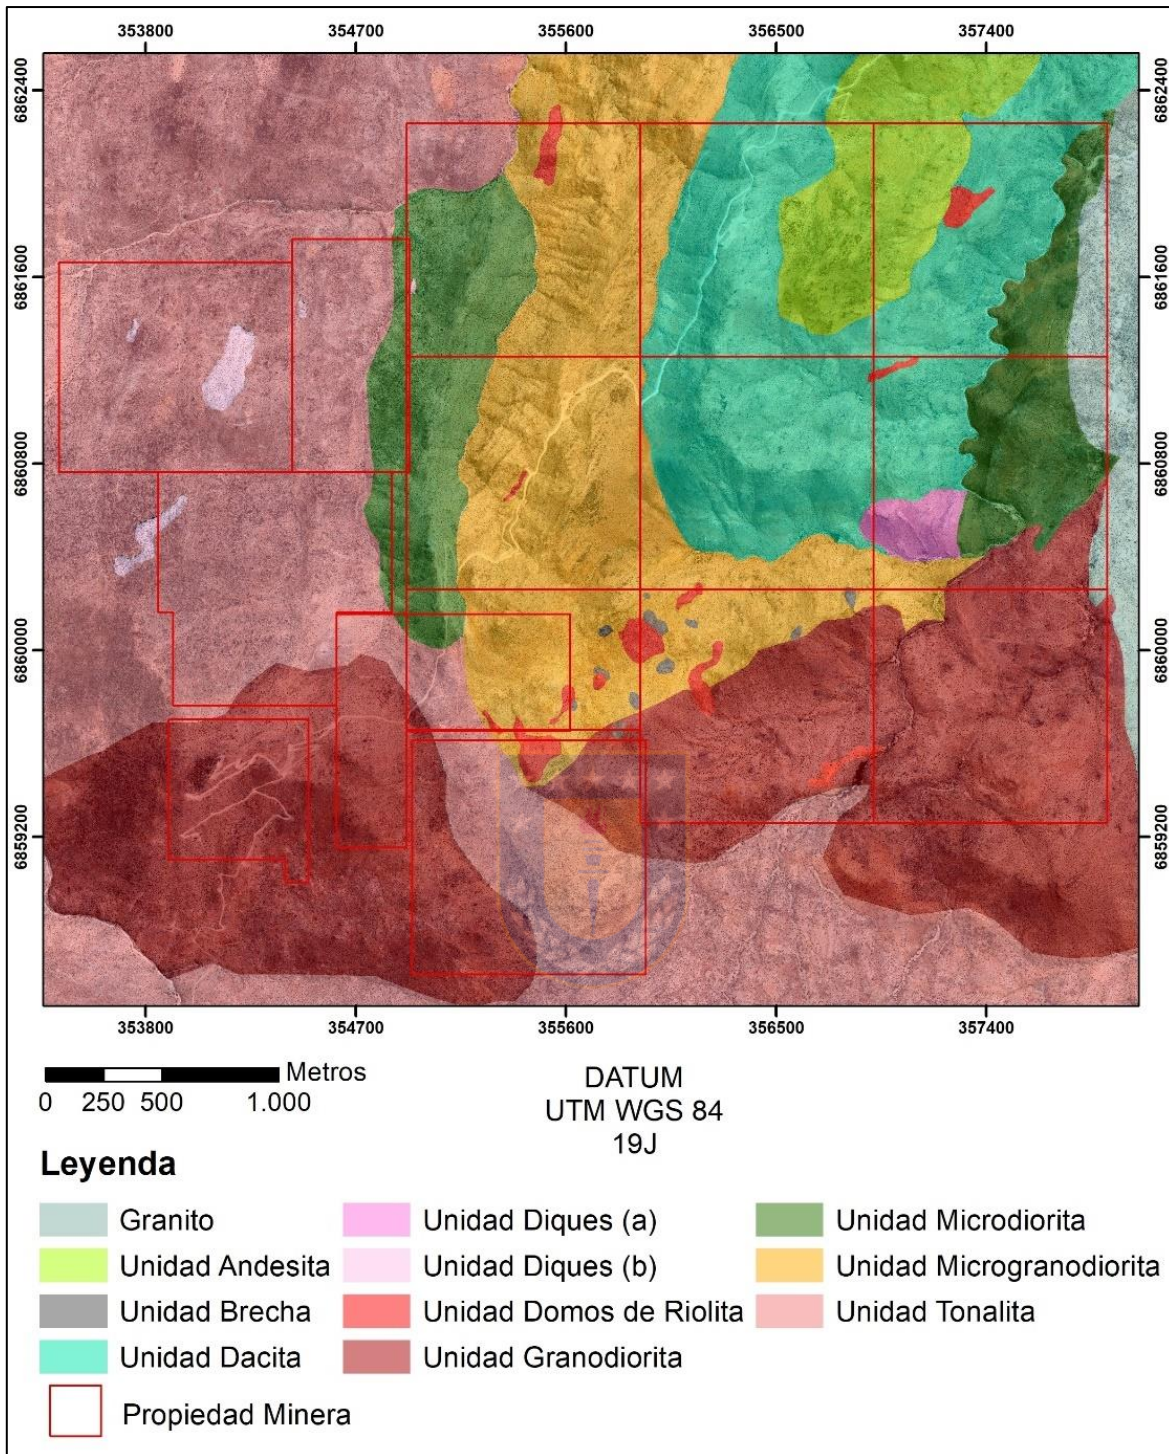 353800 354700 355600 356500 357400
6862400 6862400
6861600 6861600
6860800 6860800
6860000 6860000
6859200 6859200
353800 354700 355600 356500 357400
Metros
0 250 500 1.000
DATUM
UTM WGS 84
19J
Leyenda
Granito
Unidad Andesita
Unidad Brecha
Unidad Dacita
Propiedad Minera
Unidad Diques (a)
Unidad Diques (b)
Unidad Domos de Riolita
Unidad Granodiorita
Unidad Microdiorita
Unidad Microgranodiorita
Unidad Tonalita